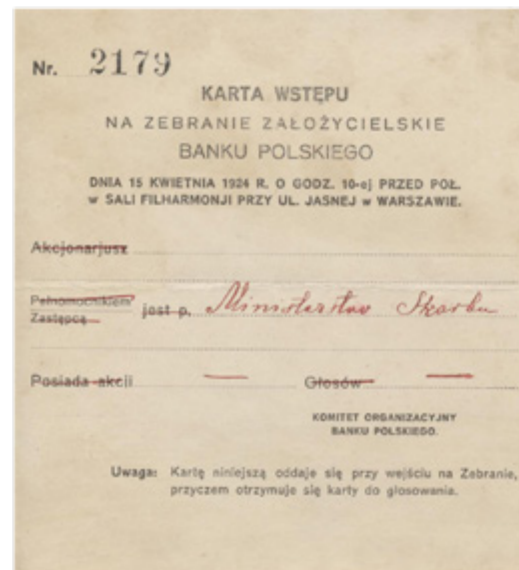 Nr. 2179
KARTA WSTĘPU
NA ZEBRANIE ZAŁOŻYCIELSKIE
BANKU POLSKIEGO
DNIA 15 KWIETNIA 1924 R. O GODZ. 10-ej PRZED POŁ.
w SALI FILHARMONJI PRZY UL. JASNEJ w WARSZAWIE.
Akcjonarjusz
Pełnomocnikiem
Zastępcą
jest p. Ministerstwo Skarbu
Posiada akcji — Głosów —
KOMITET ORGANIZACYJNY
BANKU POLSKIEGO.
Uwaga: Kartę niniejszą oddaje się przy wejściu na Zebranie,
przyczem otrzymuje się karty do głosowania.